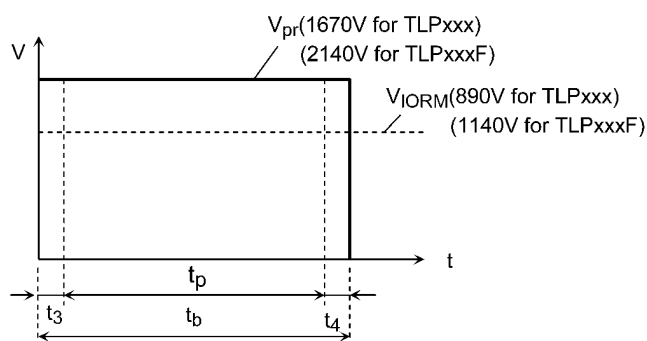 Vpr(1670V for TLPxxx)
(2140V for TLPxxxF)
V
VIORM(890V for TLPxxx)
(1140V for TLPxxxF)
t
tp
t3
tb
t4